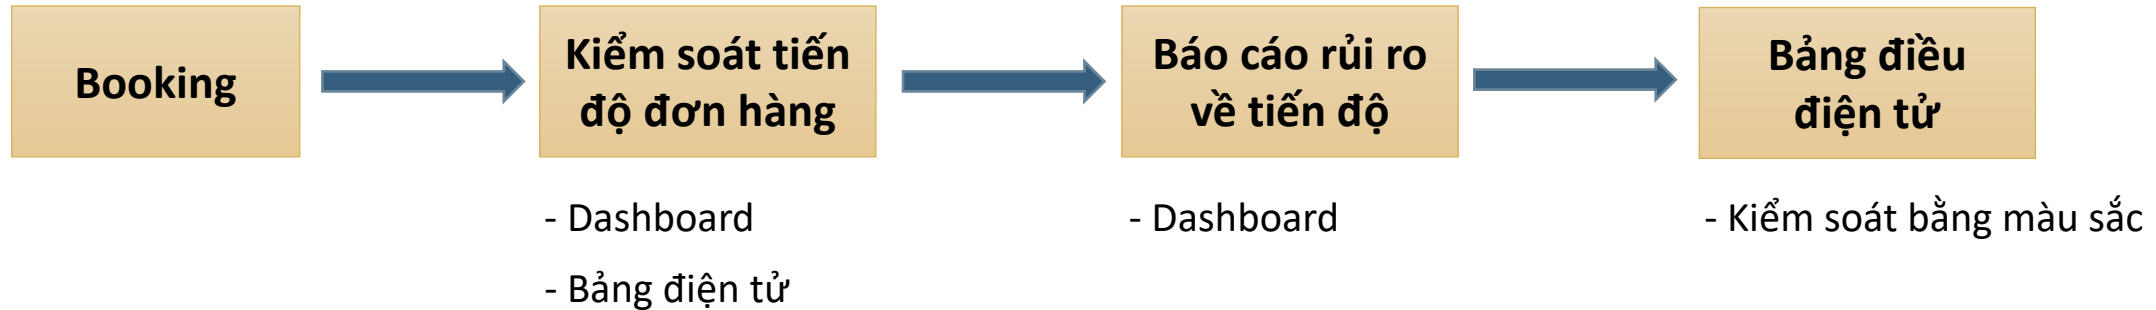 Booking
Kiểm soát tiến
độ đơn hàng
Báo cáo rủi ro
về tiến độ
Bảng điều
điện tử
- Dashboard
- Bảng điện tử
- Dashboard
- Kiểm soát bằng màu sắc